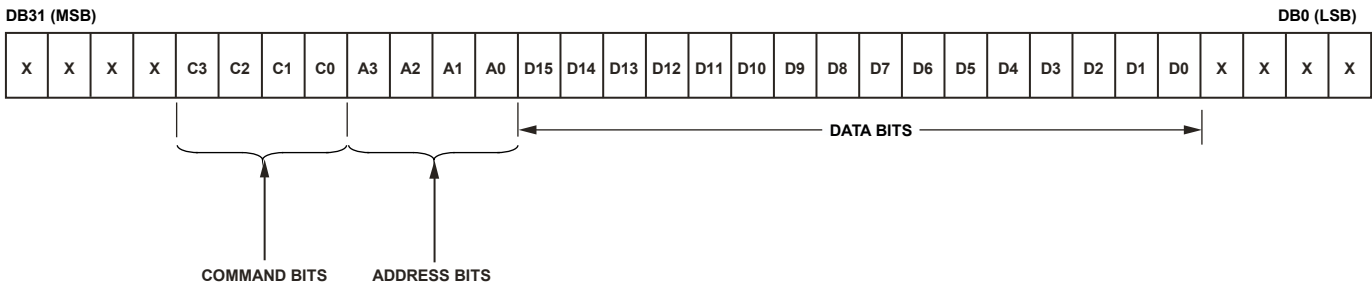 DB31 (MSB) DB0 (LSB)
X X X X C3 C2 C1 C0 A3 A2 A1 A0 D15 D14 D13 D12 D11 D10 D9 D8 D7 D6 D5 D4 D3 D2 D1 D0 X X X X
DATA BITS
COMMAND BITS ADDRESS BITS